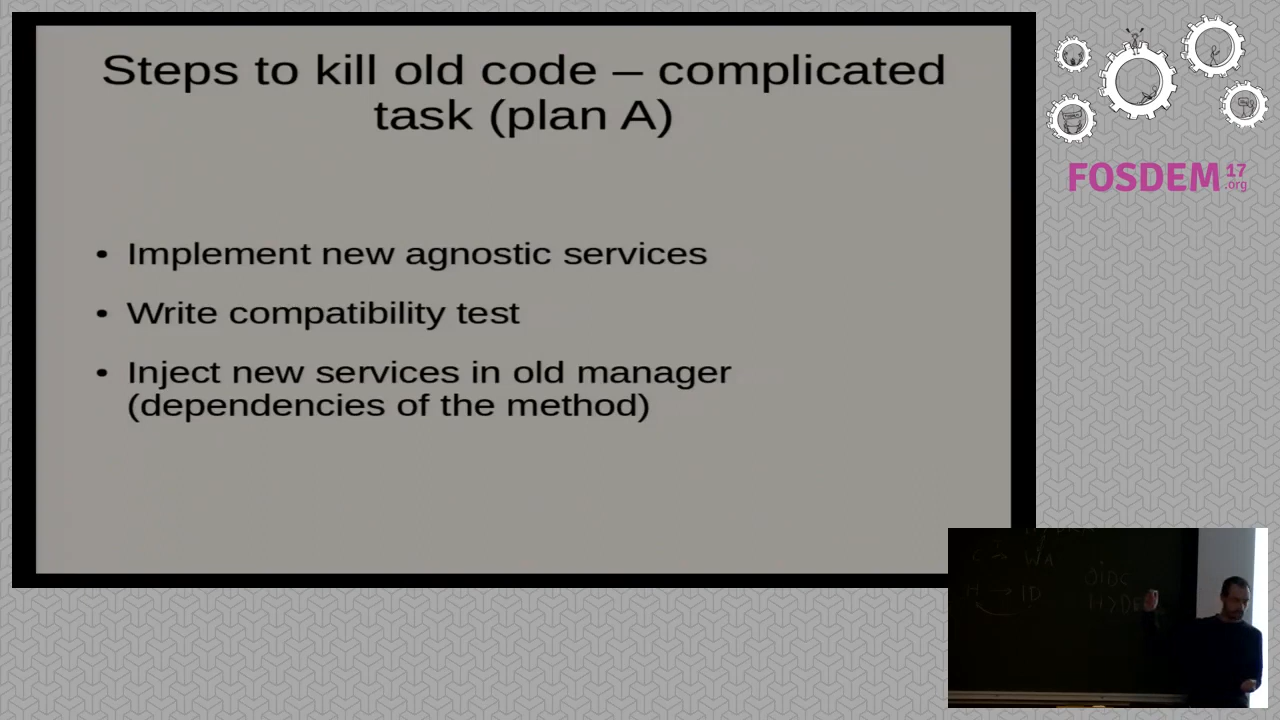 Steps to kill old code – complicated
task (plan A)
• Implement new agnostic services
• Write compatibility test
• Inject new services in old manager
(dependencies of the method)
FOSDEM 17
.org